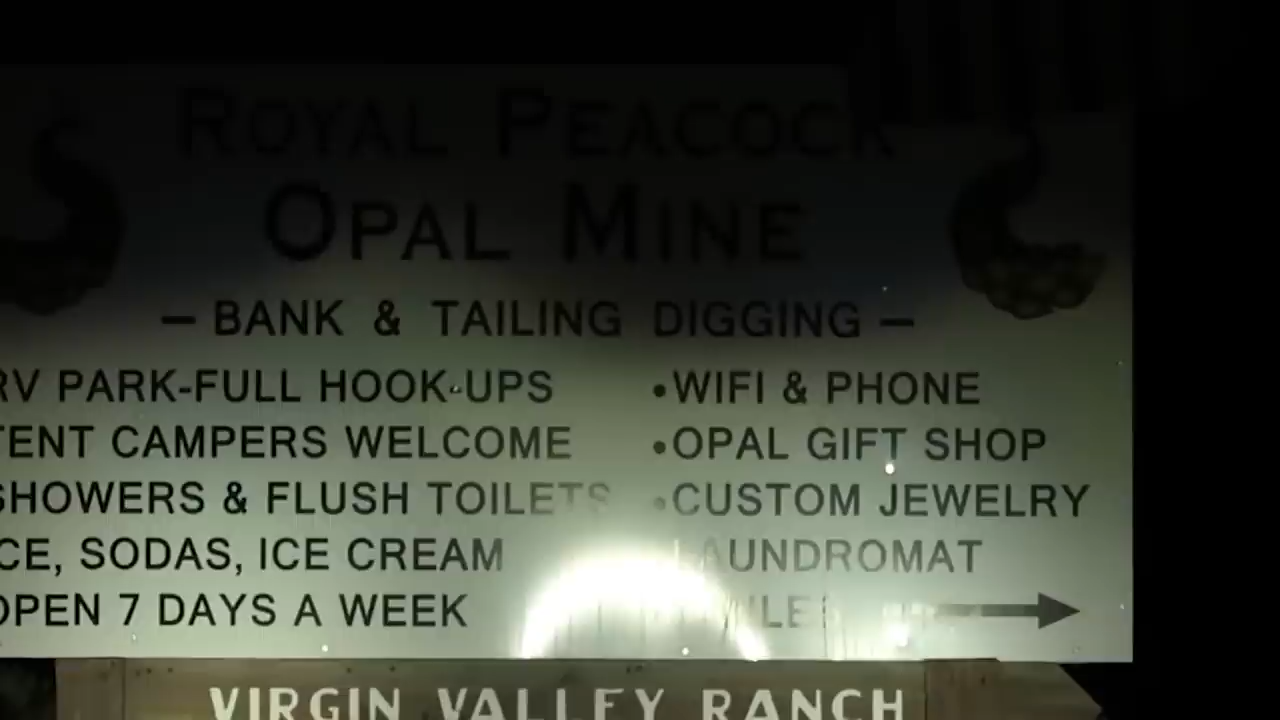 ROYAL PEACOCK
OPAL MINE
— BANK & TAILING DIGGING —
RV PARK-FULL HOOK-UPS
TENT CAMPERS WELCOME
SHOWERS & FLUSH TOILETS
ICE, SODAS, ICE CREAM
OPEN 7 DAYS A WEEK
•WIFI & PHONE
•OPAL GIFT SHOP
•CUSTOM JEWELRY
LAUNDROMAT
VIRGIN VALLEY RANCH